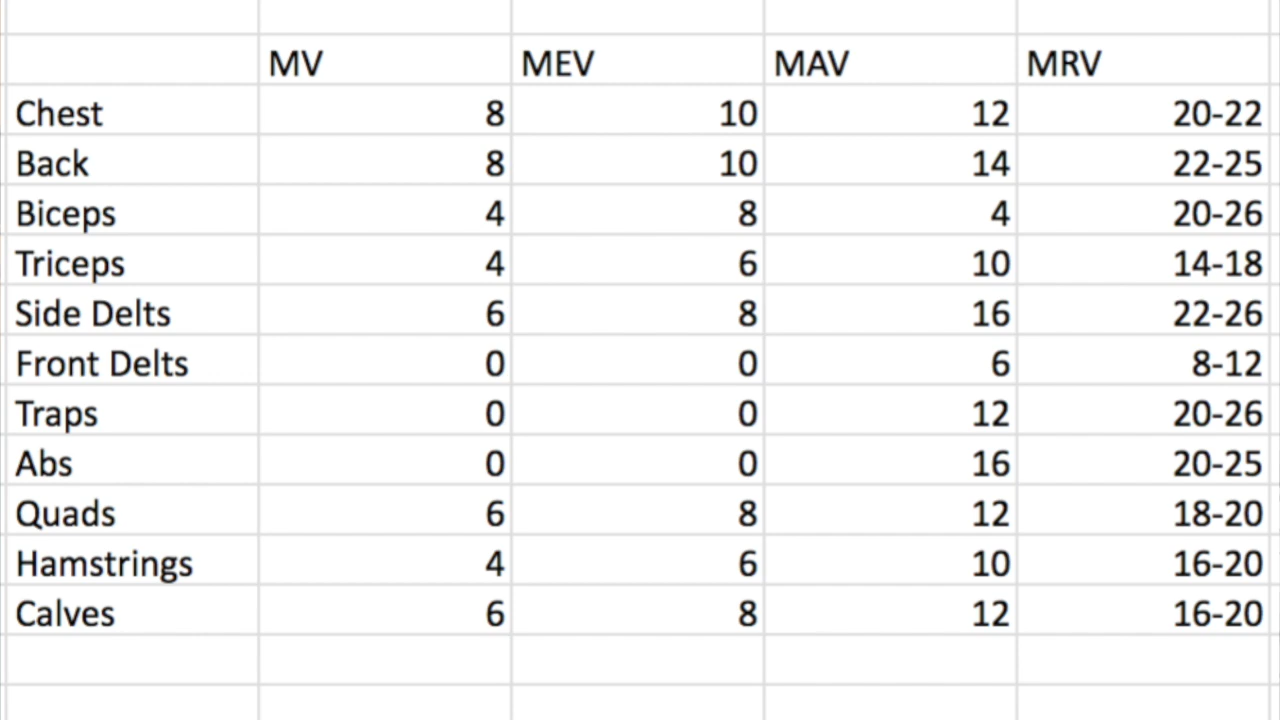 MV MEV MAV MRV
Chest 8 10 12 20-22
Back 8 10 14 22-25
Biceps 4 8 4 20-26
Triceps 4 6 10 14-18
Side Delts 6 8 16 22-26
Front Delts 0 0 6 8-12
Traps 0 0 12 20-26
Abs 0 0 16 20-25
Quads 6 8 12 18-20
Hamstrings 4 6 10 16-20
Calves 6 8 12 16-20